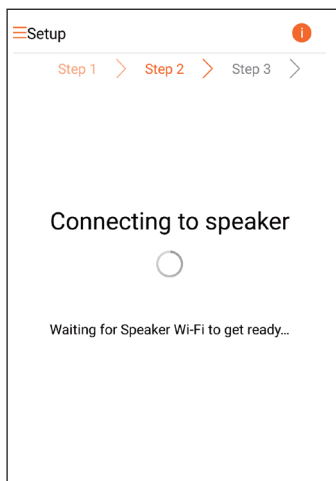 Setup
i
Step 1 Step 2 Step 3
Connecting to speaker
Waiting for Speaker Wi-Fi to get ready...